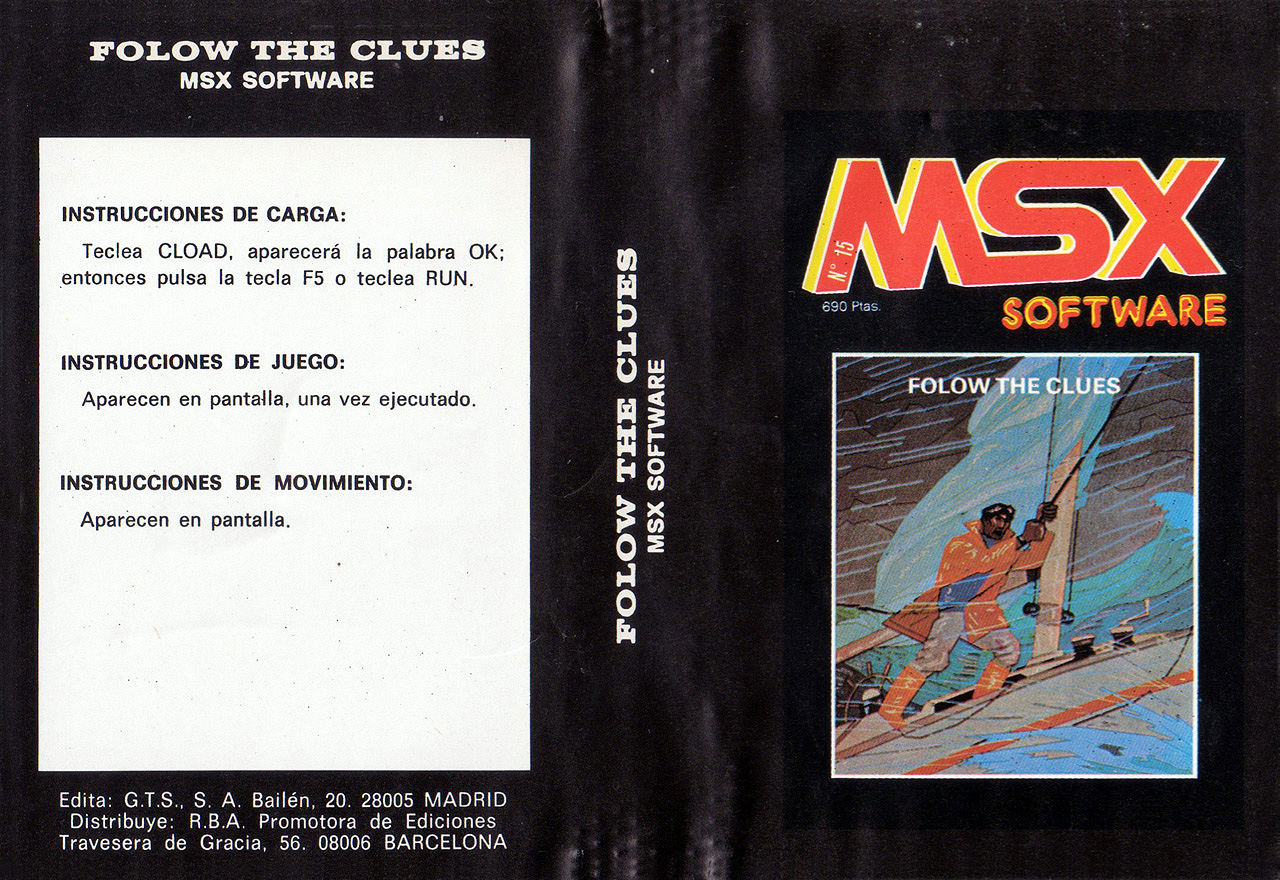 FOLOW THE CLUES
MSX SOFTWARE
INSTRUCCIONES DE CARGA:
Teclea CLOAD, aparecerá la palabra OK;
entonces pulsa la tecla F5 o teclea RUN.
INSTRUCCIONES DE JUEGO:
Aparecen en pantalla, una vez ejecutado.
INSTRUCCIONES DE MOVIMIENTO:
Aparecen en pantalla.
Edita: G.T.S., S. A. Bailén, 20. 28005 MADRID
Distribuye: R.B.A. Promotora de Ediciones
Travesera de Gracia, 56. 08006 BARCELONA
FOLOW THE CLUES
MSX SOFTWARE
MSX
N.° 15
690 Ptas.
SOFTWARE
FOLOW THE CLUES